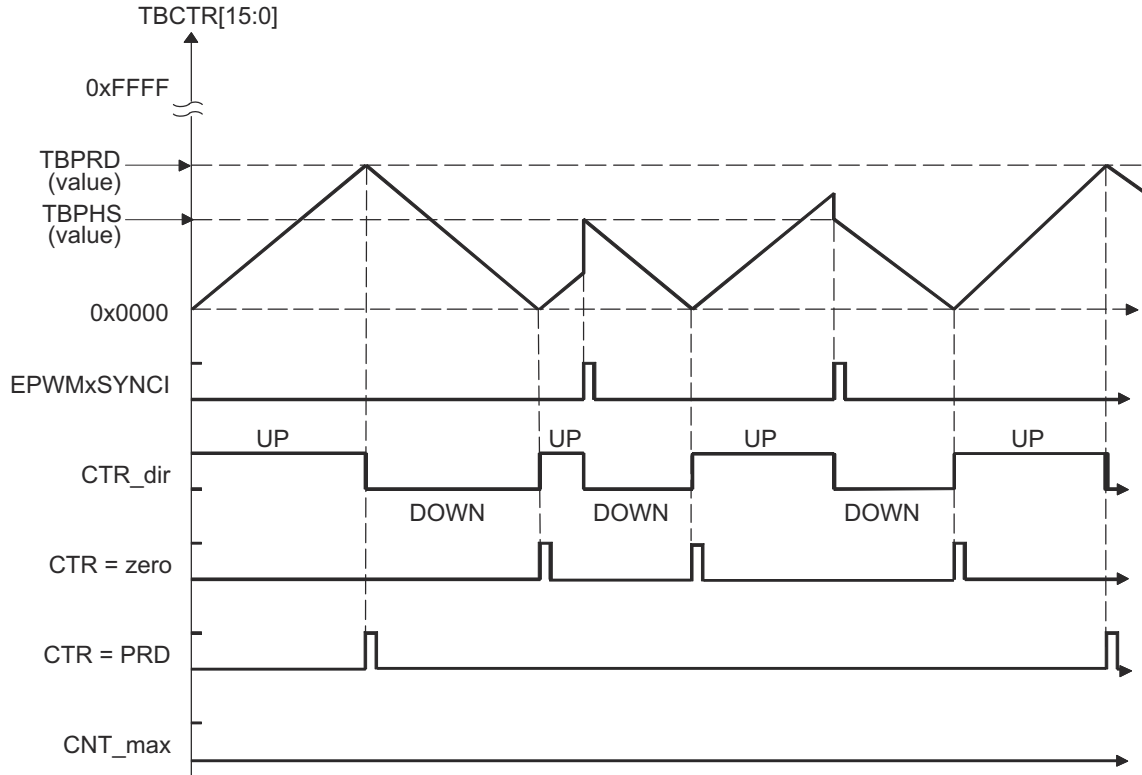 TBCTR[15:0]
0xFFFF
TBPRD
(value)
TBPHS
(value)
0x0000
EPWMxSYNCI
UP UP UP UP
CTR_dir
DOWN DOWN DOWN
CTR = zero
CTR = PRD
CNT_max